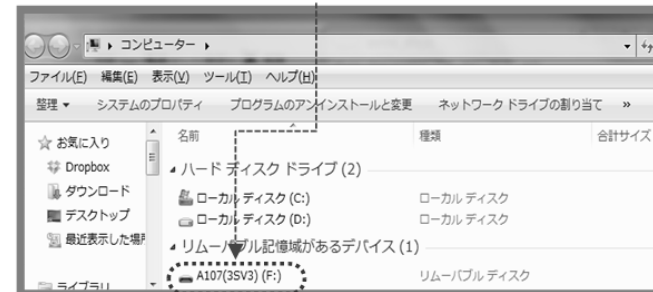 コンピューター
ファイル(F) 編集(E) 表示(V) ツール(T) ヘルプ(H)
整理 システムのプロパティ プログラムのアンインストールと変更 ネットワーク ドライブの割り当て »
お気に入り
Dropbox
ダウンロード
デスクトップ
最近表示した場所
ライブラリ
名前 種類 合計サイズ
ハード ディスク ドライブ (2)
ローカル ディスク (C:) ローカル ディスク
ローカル ディスク (D:) ローカル ディスク
リムーバブル記憶域があるデバイス (1)
A107(3SV3) (F:) リムーバブル ディスク